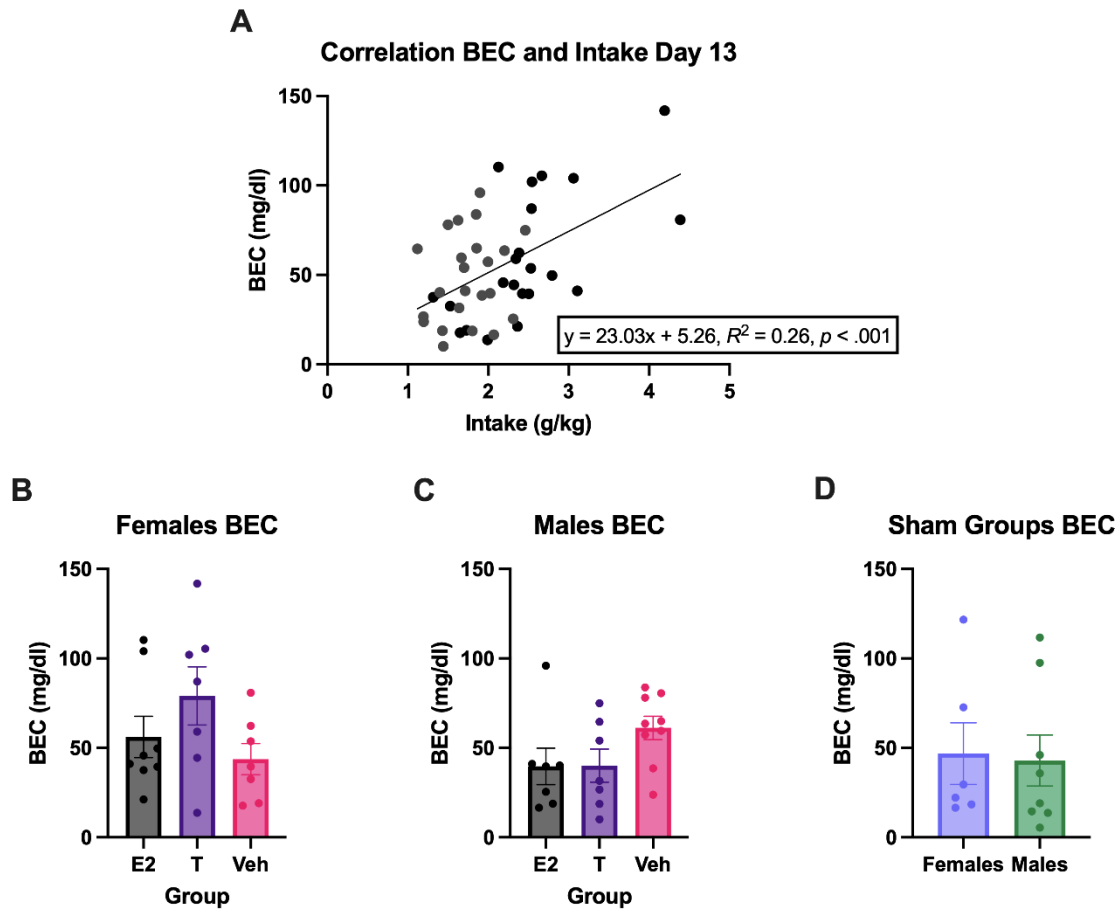 A
Correlation BEC and Intake Day 13
150
100
50
0
BEC (mg/dl)
y = 23.03x + 5.26, R² = 0.26, p < .001
0 1 2 3 4 5
Intake (g/kg)
B
Females BEC
150
100
50
0
BEC (mg/dl)
E2 T Veh
Group
C
Males BEC
150
100
50
0
BEC (mg/dl)
E2 T Veh
Group
D
Sham Groups BEC
150
100
50
0
BEC (mg/dl)
Females Males